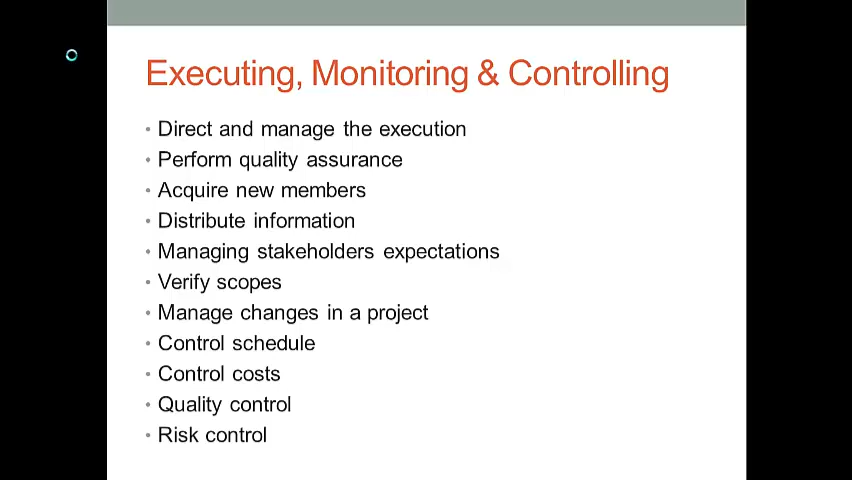 Executing, Monitoring & Controlling
• Direct and manage the execution
• Perform quality assurance
• Acquire new members
• Distribute information
• Managing stakeholders expectations
• Verify scopes
• Manage changes in a project
• Control schedule
• Control costs
• Quality control
• Risk control